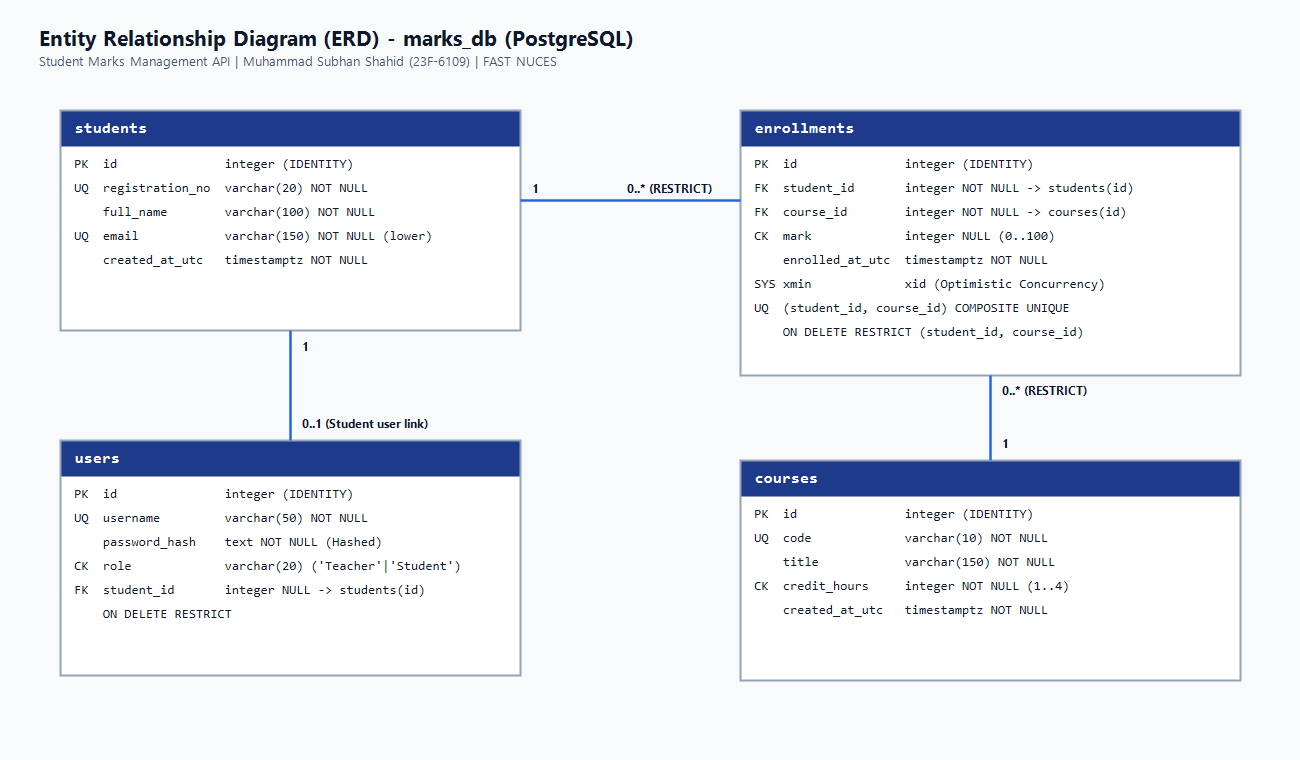 Entity Relationship Diagram (ERD) - marks_db (PostgreSQL)
Student Marks Management API | Muhammad Subhan Shahid (23F-6109) | FAST NUCES
students
PK id integer (IDENTITY)
UQ registration_no varchar(20) NOT NULL
full_name varchar(100) NOT NULL
UQ email varchar(150) NOT NULL (lower)
created_at_utc timestamptz NOT NULL
1
0..* (RESTRICT)
enrollments
PK id integer (IDENTITY)
FK student_id integer NOT NULL -> students(id)
FK course_id integer NOT NULL -> courses(id)
CK mark integer NULL (0..100)
enrolled_at_utc timestamptz NOT NULL
SYS xmin xid (Optimistic Concurrency)
UQ (student_id, course_id) COMPOSITE UNIQUE
ON DELETE RESTRICT (student_id, course_id)
1
0..1 (Student user link)
users
PK id integer (IDENTITY)
UQ username varchar(50) NOT NULL
password_hash text NOT NULL (Hashed)
CK role varchar(20) ('Teacher'|'Student')
FK student_id integer NULL -> students(id)
ON DELETE RESTRICT
0..* (RESTRICT)
1
courses
PK id integer (IDENTITY)
UQ code varchar(10) NOT NULL
title varchar(150) NOT NULL
CK credit_hours integer NOT NULL (1..4)
created_at_utc timestamptz NOT NULL